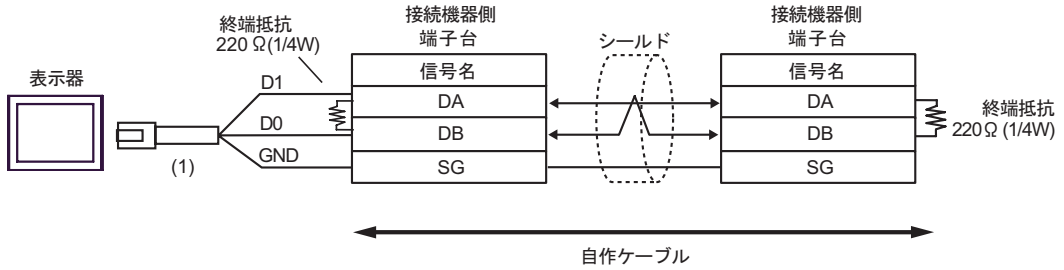 表示器
(1)
終端抵抗
220 Ω(1/4W)
D1
D0
GND
接続機器側
端子台
信号名
DA
DB
SG
シールド
接続機器側
端子台
信号名
DA
DB
SG
終端抵抗
220Ω (1/4W)
自作ケーブル